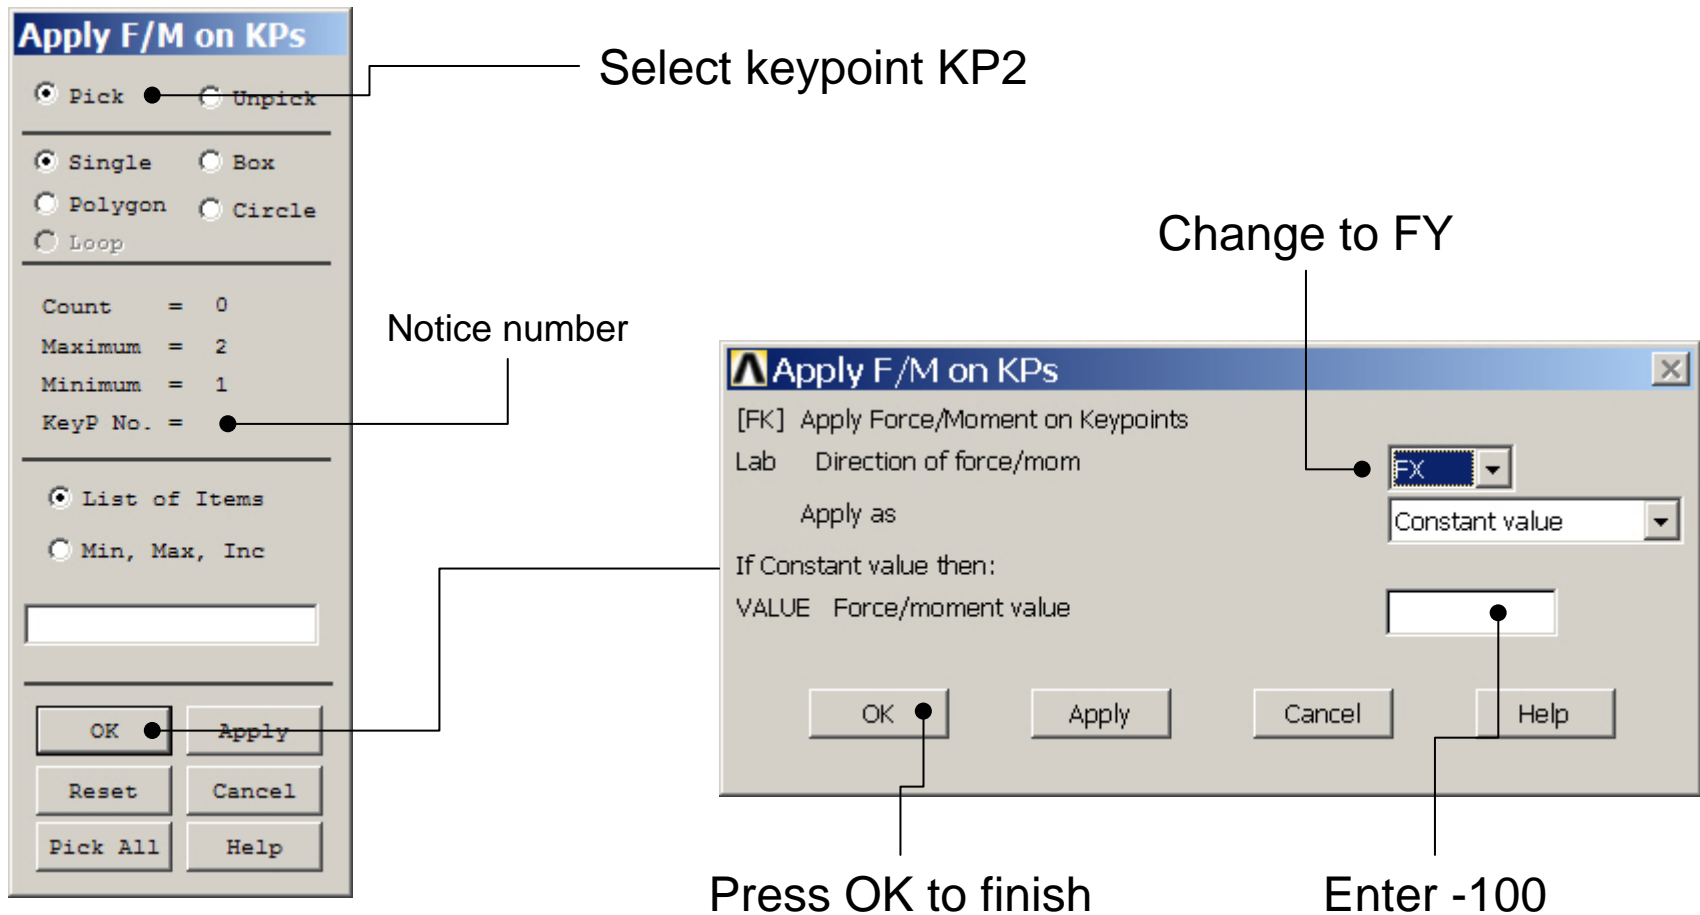 Apply F/M on KPs
Pick Unpick
Single Box
Polygon Circle
Loop
Count = 0
Maximum = 2
Minimum = 1
KeyP No. =
List of Items
Min, Max, Inc
OK Apply
Reset Cancel
Pick All Help
Select keypoint KP2
Notice number
Change to FY
Apply F/M on KPs
[FK] Apply Force/Moment on Keypoints
Lab Direction of force/mom FX
Apply as Constant value
If Constant value then:
VALUE Force/moment value
OK Apply Cancel Help
Press OK to finish
Enter -100